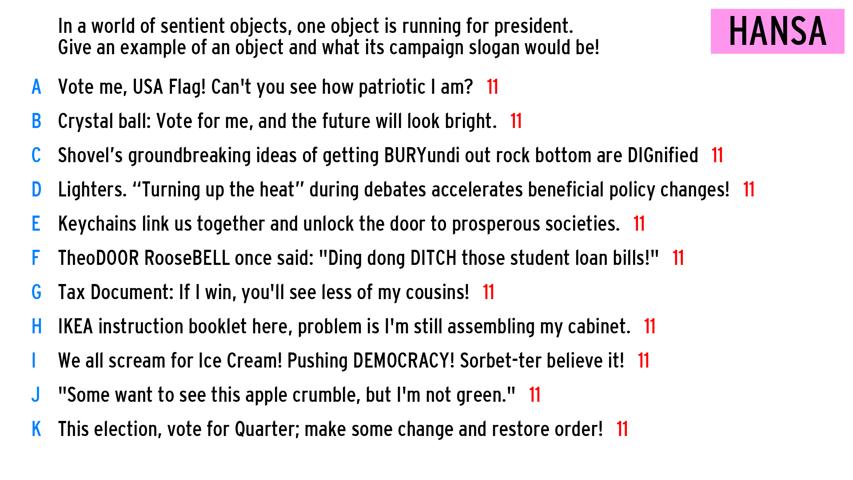 In a world of sentient objects, one object is running for president.
Give an example of an object and what its campaign slogan would be!
HANSA
A Vote me, USA Flag! Can't you see how patriotic I am? 11
B Crystal ball: Vote for me, and the future will look bright. 11
C Shovel's groundbreaking ideas of getting BURYundi out rock bottom are DIGnified 11
D Lighters. “Turning up the heat” during debates accelerates beneficial policy changes! 11
E Keychains link us together and unlock the door to prosperous societies. 11
F TheoDOOR RooseBELL once said: "Ding dong DITCH those student loan bills!" 11
G Tax Document: If I win, you'll see less of my cousins! 11
H IKEA instruction booklet here, problem is I'm still assembling my cabinet. 11
I We all scream for Ice Cream! Pushing DEMOCRACY! Sorbet-ter believe it! 11
J "Some want to see this apple crumble, but I'm not green." 11
K This election, vote for Quarter; make some change and restore order! 11